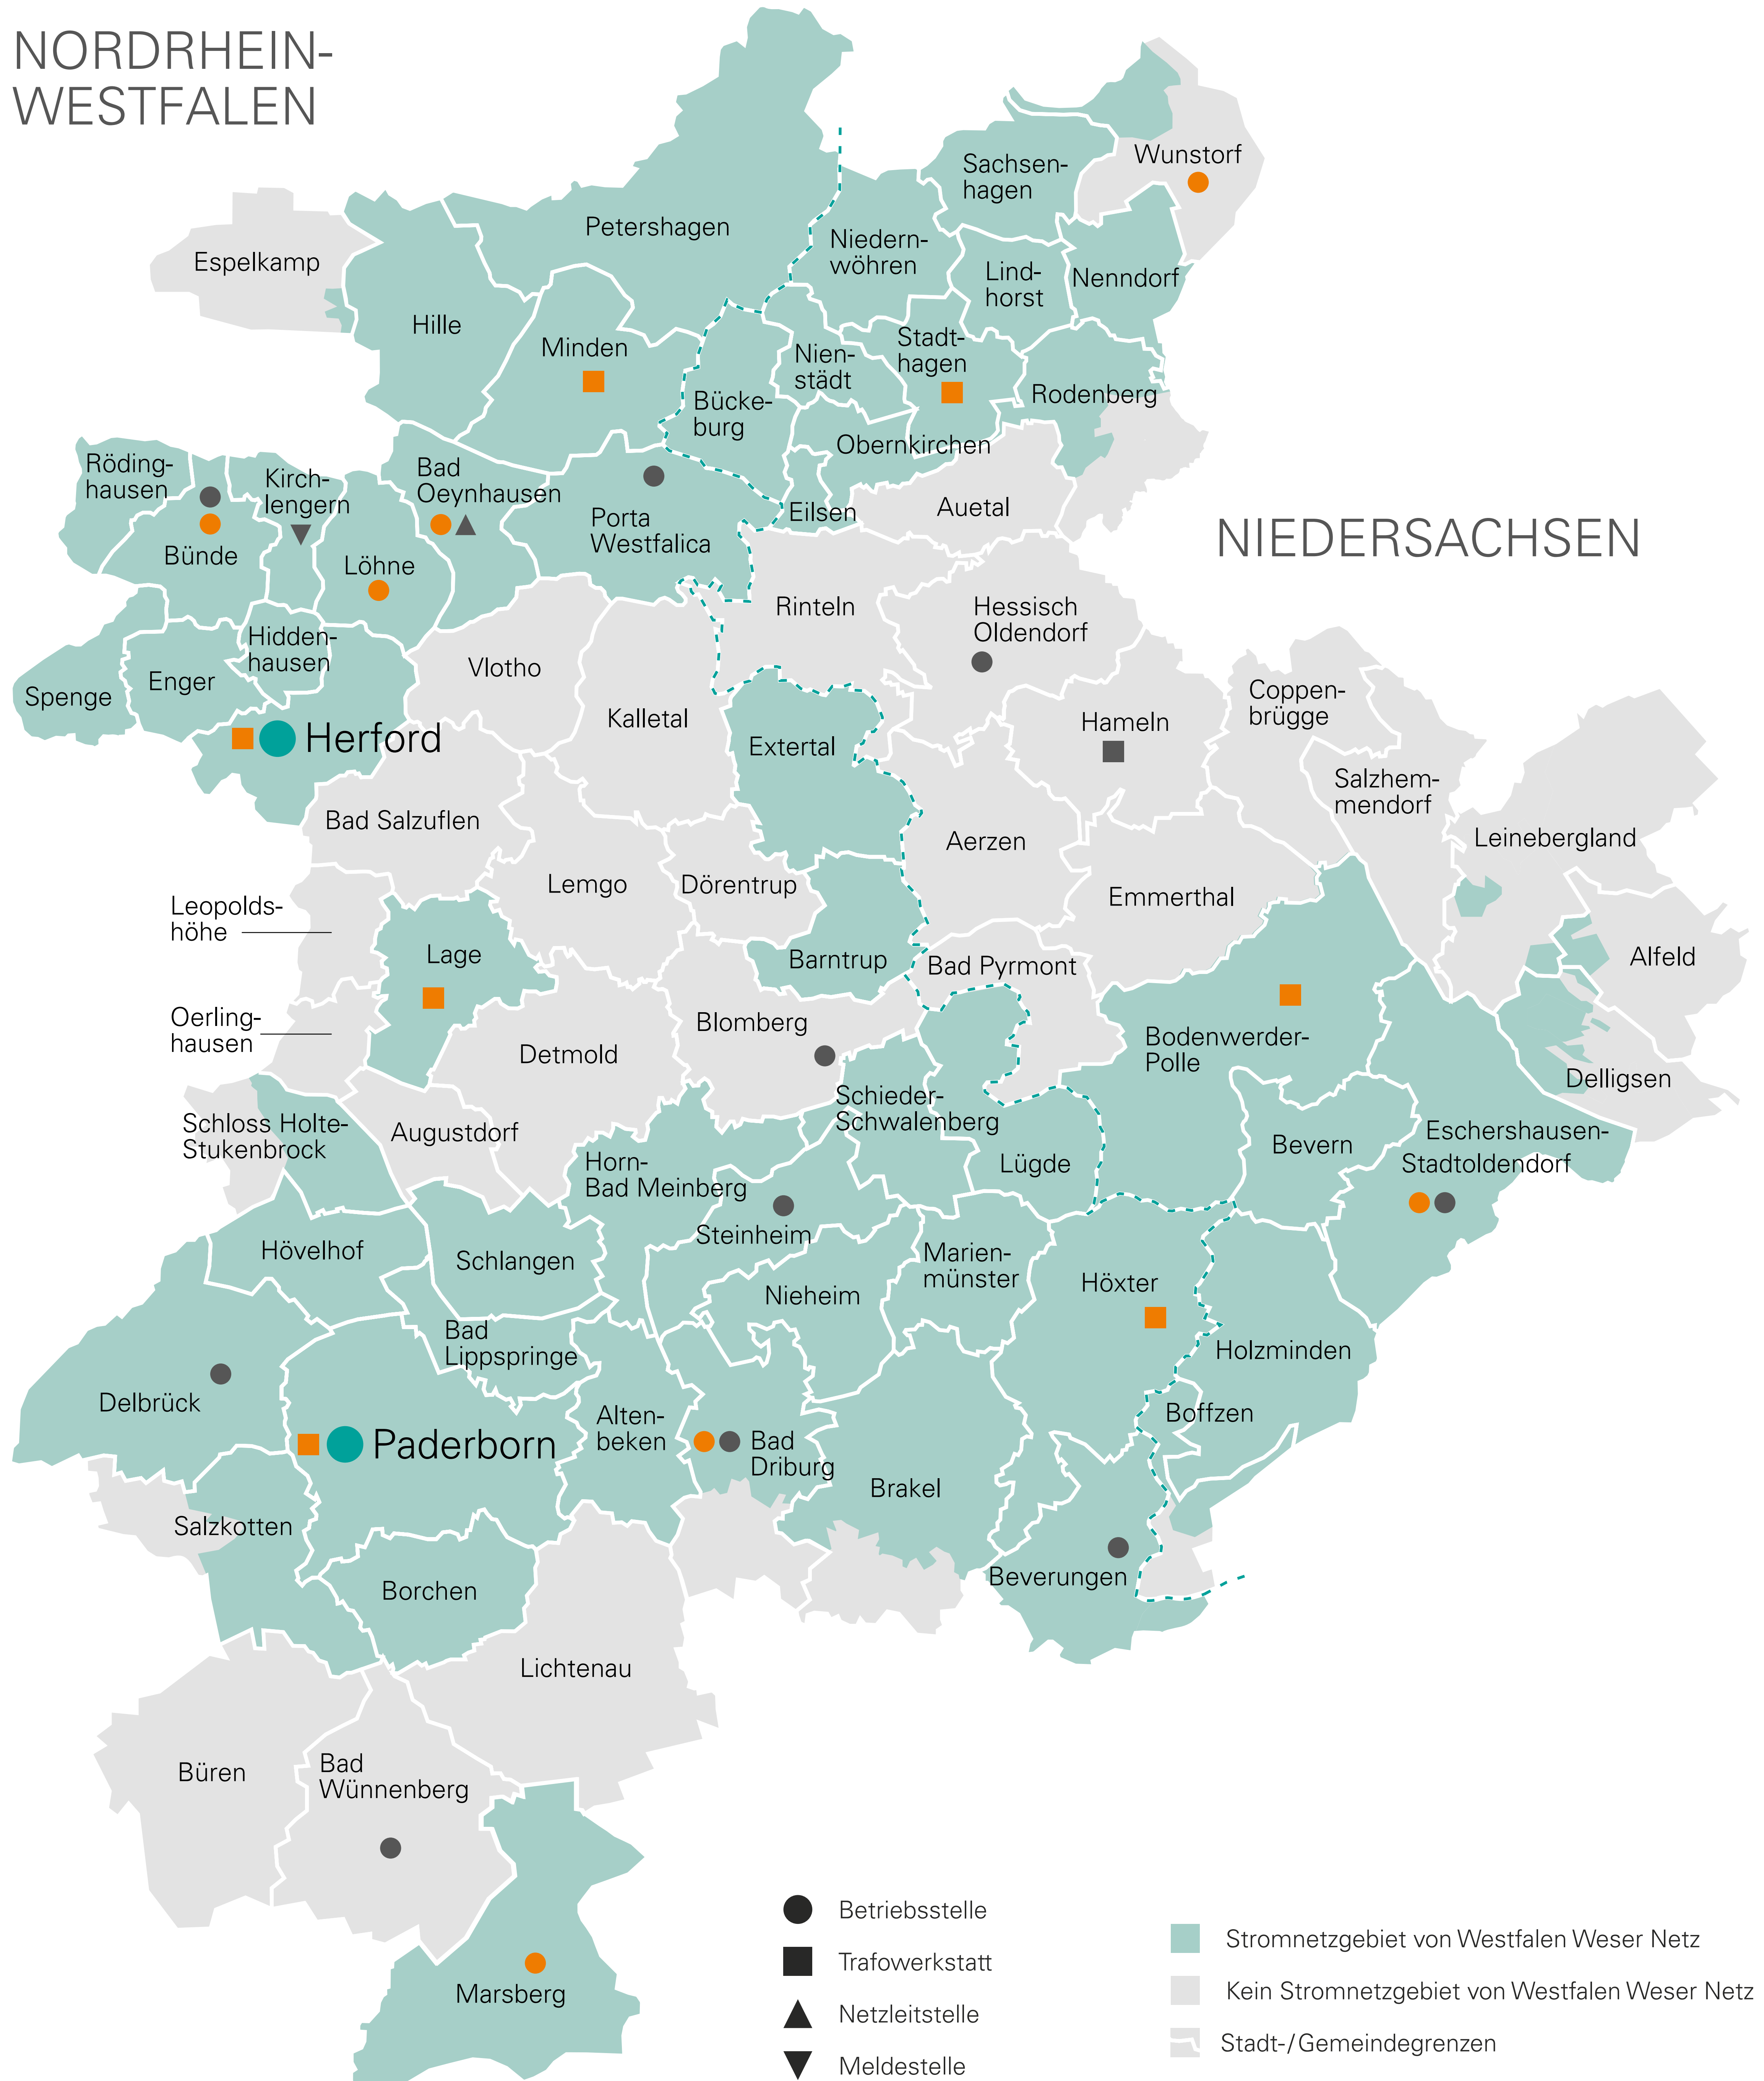 NORDRHEIN-
WESTFALEN
Wunstorf
Sachsen-
hagen
Petershagen
Niedern-
wöhren
Espelkamp
Lind-
horst
Nenndorf
Hille
Minden
Stadt-
hagen
Nien-
städt
Rodenberg
Bücke-
burg
Obernkirchen
Röding-
hausen
Kirch-
lengern
Bad
Oeynhausen
Auetal
Eilsen
Porta
Westfalica
NIEDERSACHSEN
Bünde
Löhne
Rinteln
Hessisch
Oldendorf
Hidden-
hausen
Vlotho
Enger
Spenge
Coppen-
brügge
Kalletal
Hameln
Herford
Extertal
Salzhem-
mendorf
Bad Salzuflen
Leinebergland
Aerzen
Lemgo
Dörentrup
Emmerthal
Leopolds-
höhe
Lage
Barntrup
Bad Pyrmont
Alfeld
Oerling-
hausen
Blomberg
Detmold
Bodenwerder-
Polle
Delligsen
Schieder-
Schwalenberg
Schloss Holte-
Stukenbrock
Augustdorf
Eschershausen-
Stadtoldendorf
Bevern
Horn-
Bad Meinberg
Lügde
Steinheim
Hövelhof
Schlangen
Marien-
münster
Höxter
Nieheim
Bad
Lippspringe
Holzminden
Delbrück
Alten-
beken
Boffzen
Paderborn
Bad
Driburg
Brakel
Salzkotten
Borchen
Beverungen
Lichtenau
Büren
Bad
Wünnenberg
Marsberg
Betriebsstelle
Trafowerkstatt
Netzleitstelle
Meldestelle
Stromnetzgebiet von Westfalen Weser Netz
Kein Stromnetzgebiet von Westfalen Weser Netz
Stadt-/Gemeindegrenzen